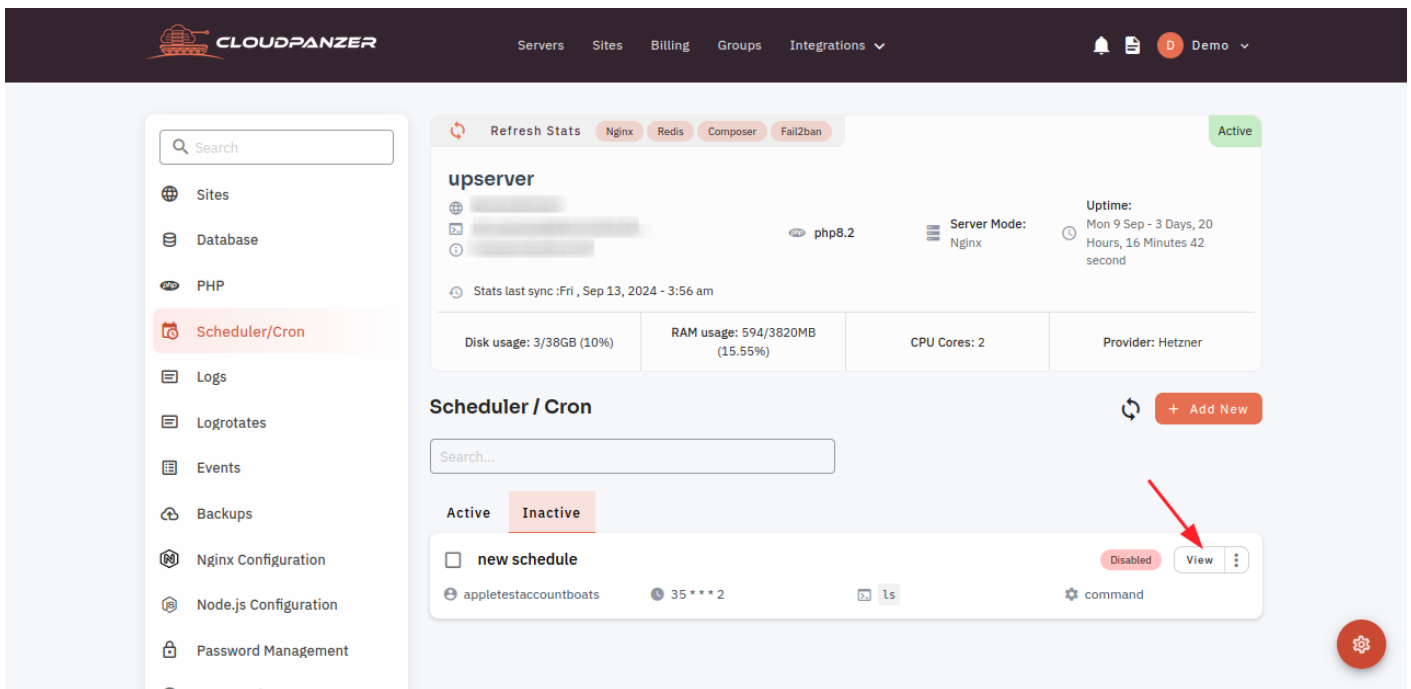 CLOUDPANZER
Servers Sites Billing Groups Integrations
D Demo
Search
Sites
Database
php PHP
Scheduler/Cron
Logs
Logrotates
Events
Backups
Nginx Configuration
Node.js Configuration
Password Management
Refresh Stats Nginx Redis Composer Fail2ban
Active
upserver
php php8.2
Server Mode:
Nginx
Uptime:
Mon 9 Sep - 3 Days, 20
Hours, 16 Minutes 42
second
Stats last sync :Fri , Sep 13, 2024 - 3:56 am
Disk usage: 3/38GB (10%)
RAM usage: 594/3820MB
(15.55%)
CPU Cores: 2
Provider: Hetzner
Scheduler / Cron
+ Add New
Search...
Active Inactive
new schedule
Disabled View
appletestaccountboats 35 * * * 2 ls command